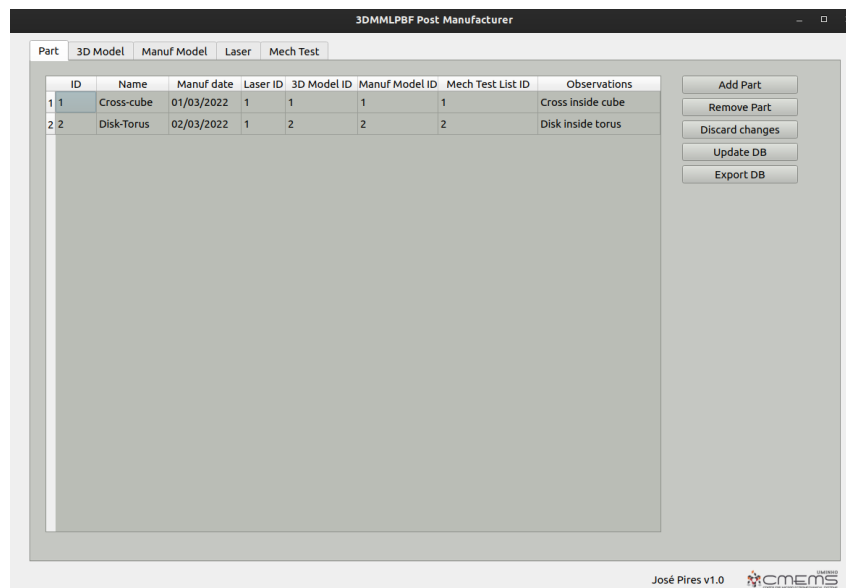 3DMMLPBF Post Manufacturer
Part 3D Model Manuf Model Laser Mech Test
ID Name Manuf date Laser ID 3D Model ID Manuf Model ID Mech Test List ID Observations
1 1 Cross-cube 01/03/2022 1 1 1 1 Cross inside cube
2 2 Disk-Torus 02/03/2022 1 2 2 2 Disk inside torus
Add Part
Remove Part
Discard changes
Update DB
Export DB
José Pires v1.0
CMEMS